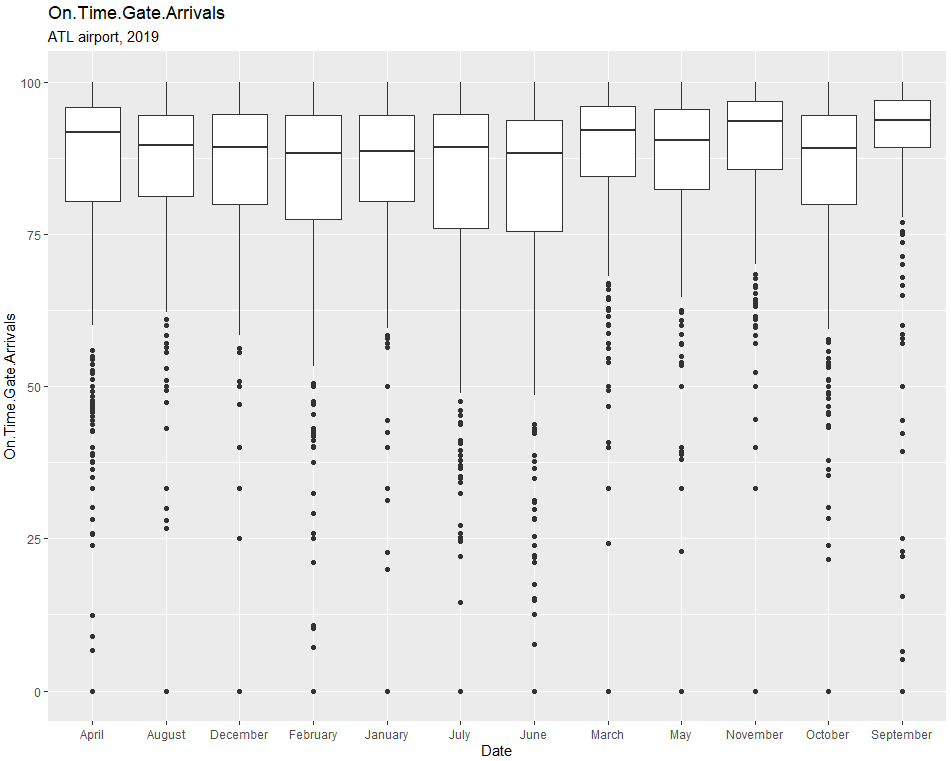 On.Time.Gate.Arrivals
ATL airport, 2019
On.Time.Gate.Arrivals
100
75
50
25
0
April August December February January July June March May November October September
Date